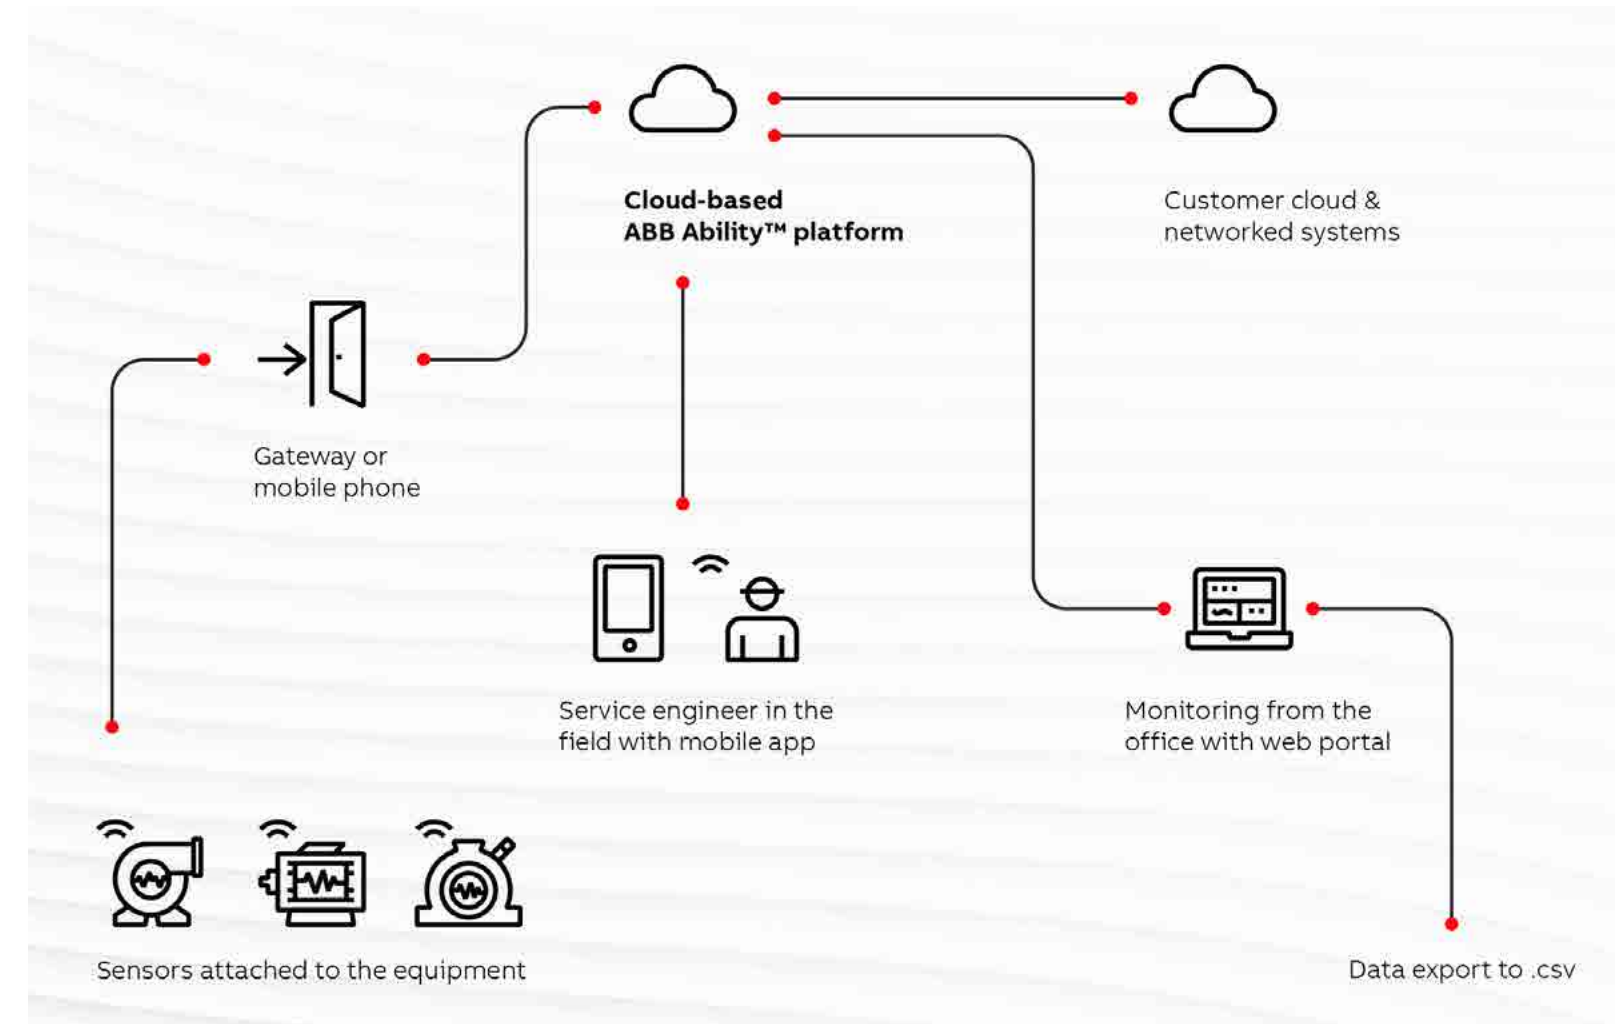 Cloud-based
ABB Ability™ platform
Customer cloud &
networked systems
Gateway or
mobile phone
Service engineer in the
field with mobile app
Monitoring from the
office with web portal
Sensors attached to the equipment
Data export to .csv